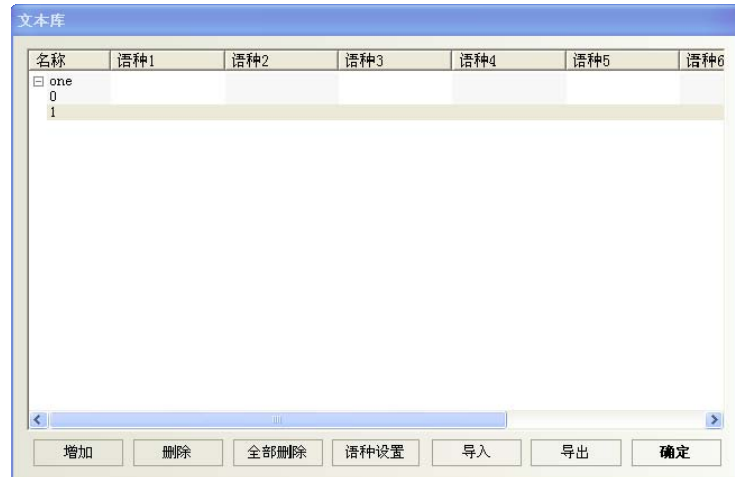 文本库
名称 语种1 语种2 语种3 语种4 语种5 语种6
one
0
1
增加 删除 全部删除 语种设置 导入 导出 确定